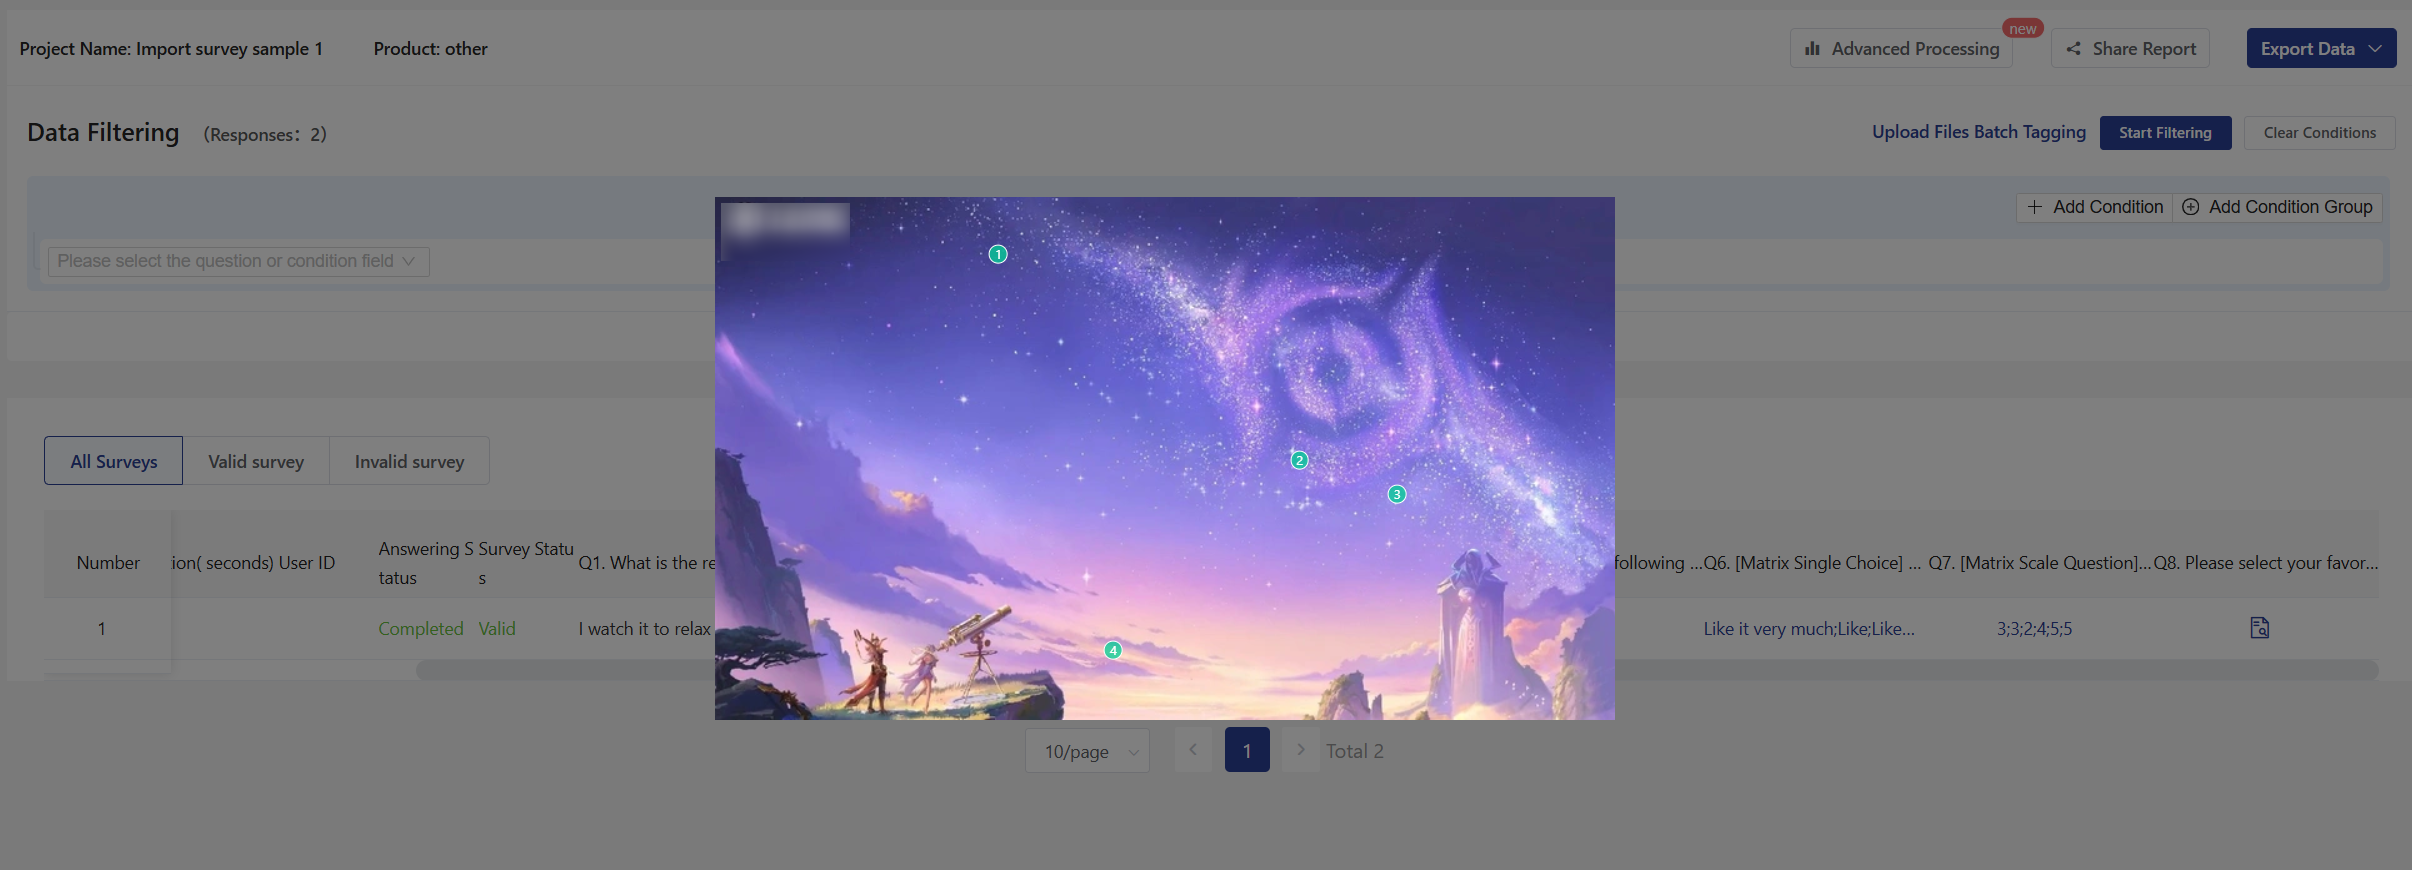 Project Name: Import survey sample 1
Product: other
Advanced Processing
new
Share Report
Export Data
Data Filtering
(Responses: 2)
Upload Files Batch Tagging
Start Filtering
Clear Conditions
Add Condition
Add Condition Group
Please select the question or condition field
1
2
3
4
All Surveys
Valid survey
Invalid survey
Number
ion( seconds)
User ID
Answering S
tatus
Survey Statu
s
Q1. What is the re
following ...
Q6. [Matrix Single Choice] ...
Q7. [Matrix Scale Question]...
Q8. Please select your favor...
1
Completed
Valid
I watch it to relax
Like it very much;Like;Like...
3;3;2;4;5;5
10/page
1
Total 2